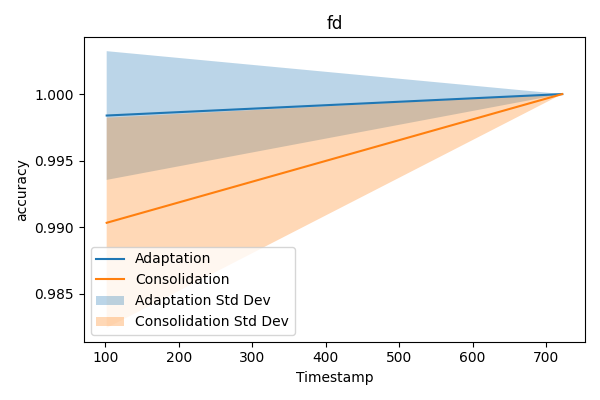 fd
accuracy
1.000
0.995
0.990
0.985
Adaptation
Consolidation
Adaptation Std Dev
Consolidation Std Dev
100 200 300 400 500 600 700
Timestamp